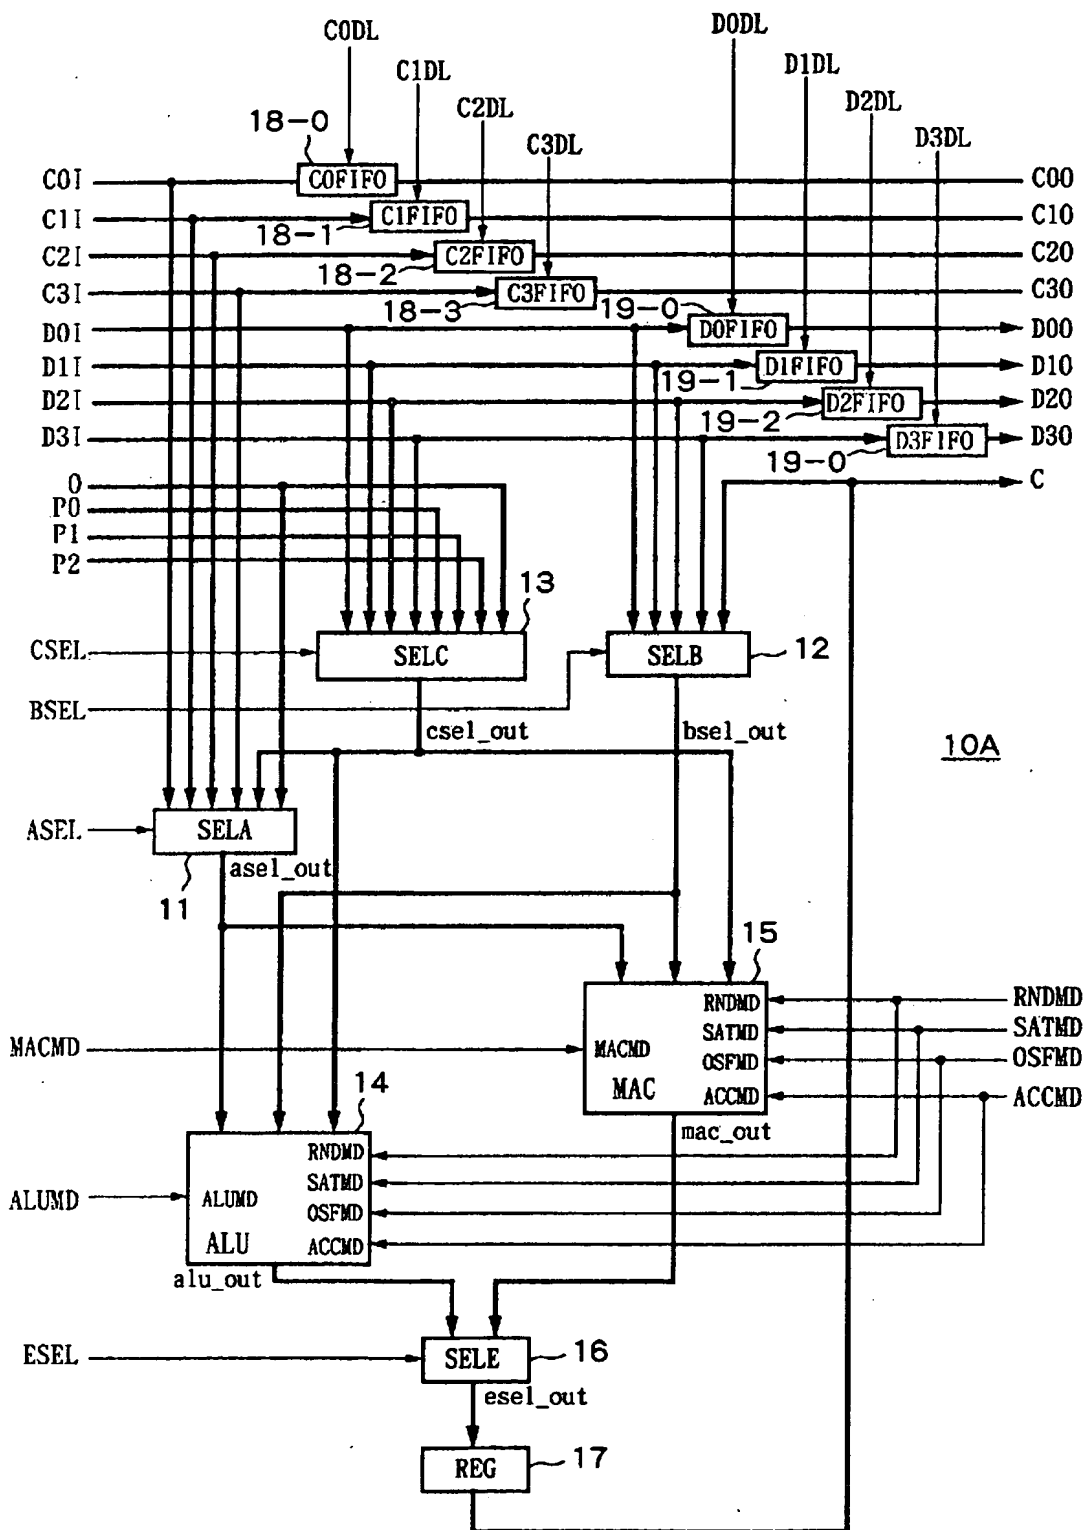 C0DL
D0DL
C1DL
D1DL
C2DL
D2DL
C3DL
D3DL
18-0
C0I
C0FIFO
C0O
C1I
C1FIFO
C1O
18-1
C2I
C2FIFO
C2O
18-2
C3I
C3FIFO
C3O
18-3
19-0
D0I
D0FIFO
D0O
D1I
D1FIFO
D1O
19-1
D2I
D2FIFO
D2O
19-2
D3I
D3FIFO
D3O
19-0
0
C
P0
P1
P2
13
CSEL
SELC
SELB
12
BSEL
csel_out
bsel_out
10A
ASEL
SELA
asel_out
11
15
RNDMD
RNDMD
SATMD
SATMD
MACMD
MACMD
OSFMD
OSFMD
MAC
ACCMD
ACCMD
14
mac_out
RNDMD
SATMD
ALUMD
ALUMD
OSFMD
ALU
ACCMD
alu_out
ESEL
SELE
16
esel_out
REG
17